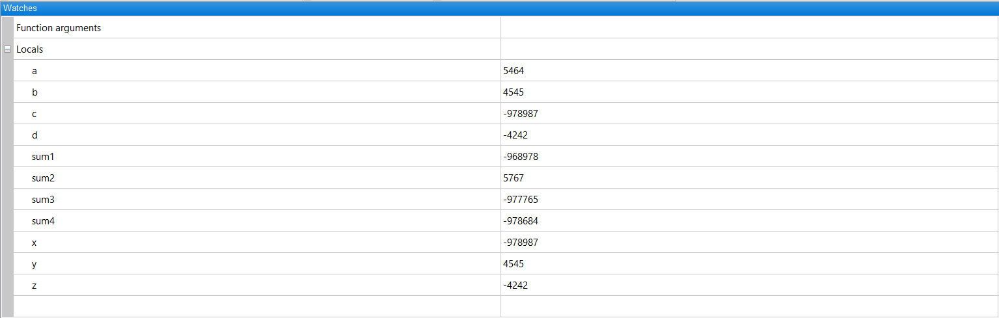 Watches
Function arguments
Locals
a 5464
b 4545
c -978987
d -4242
sum1 -968978
sum2 5767
sum3 -977765
sum4 -978684
x -978987
y 4545
z -4242